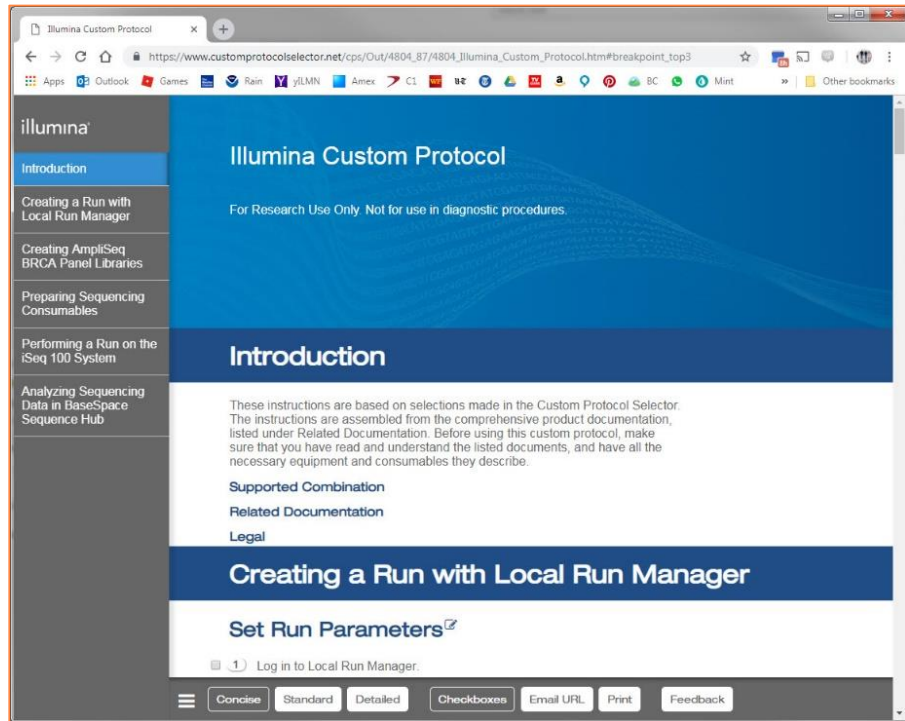 Illumina Custom Protocol
https://www.customprotocolselector.net/cps/Out/4804_87/4804_Illumina_Custom_Protocol.htm#breakpoint_top3
Apps Outlook Games Rain yILMN Amex C1 BC Mint » Other bookmarks
illumina
Introduction
Creating a Run with
Local Run Manager
Creating AmpliSeq
BRCA Panel Libraries
Preparing Sequencing
Consumables
Performing a Run on the
iSeq 100 System
Analyzing Sequencing
Data in BaseSpace
Sequence Hub
Illumina Custom Protocol
For Research Use Only. Not for use in diagnostic procedures.
Introduction
These instructions are based on selections made in the Custom Protocol Selector.
The instructions are assembled from the comprehensive product documentation,
listed under Related Documentation. Before using this custom protocol, make
sure that you have read and understand the listed documents, and have all the
necessary equipment and consumables they describe.
Supported Combination
Related Documentation
Legal
Creating a Run with Local Run Manager
Set Run Parameters
1 Log in to Local Run Manager.
Concise Standard Detailed Checkboxes Email URL Print Feedback